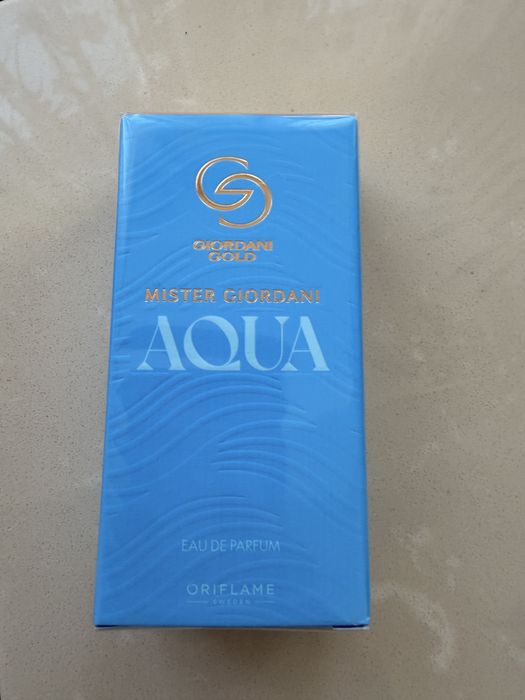 GIORDANI
GOLD
MISTER GIORDANI
AQUA
EAU DE PARFUM
ORIFLAME
SWEDEN